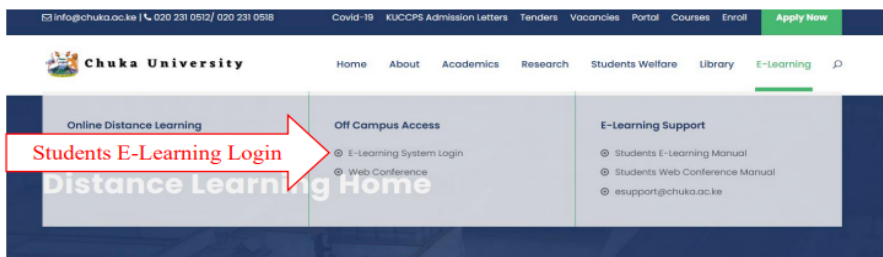 info@chuka.ac.ke | 020 231 0512/ 020 231 0518 Covid-19 KUCCPS Admission Letters Tenders Vacancies Portal Courses Enroll Apply Now
Chuka University Home About Academics Research Students Welfare Library E-Learning
Online Distance Learning Off Campus Access E-Learning Support
Students E-Learning Login E-Learning System Login Students E-Learning Manual
Web Conference Students Web Conference Manual
Distance Learning Home
esupport@chuka.ac.ke